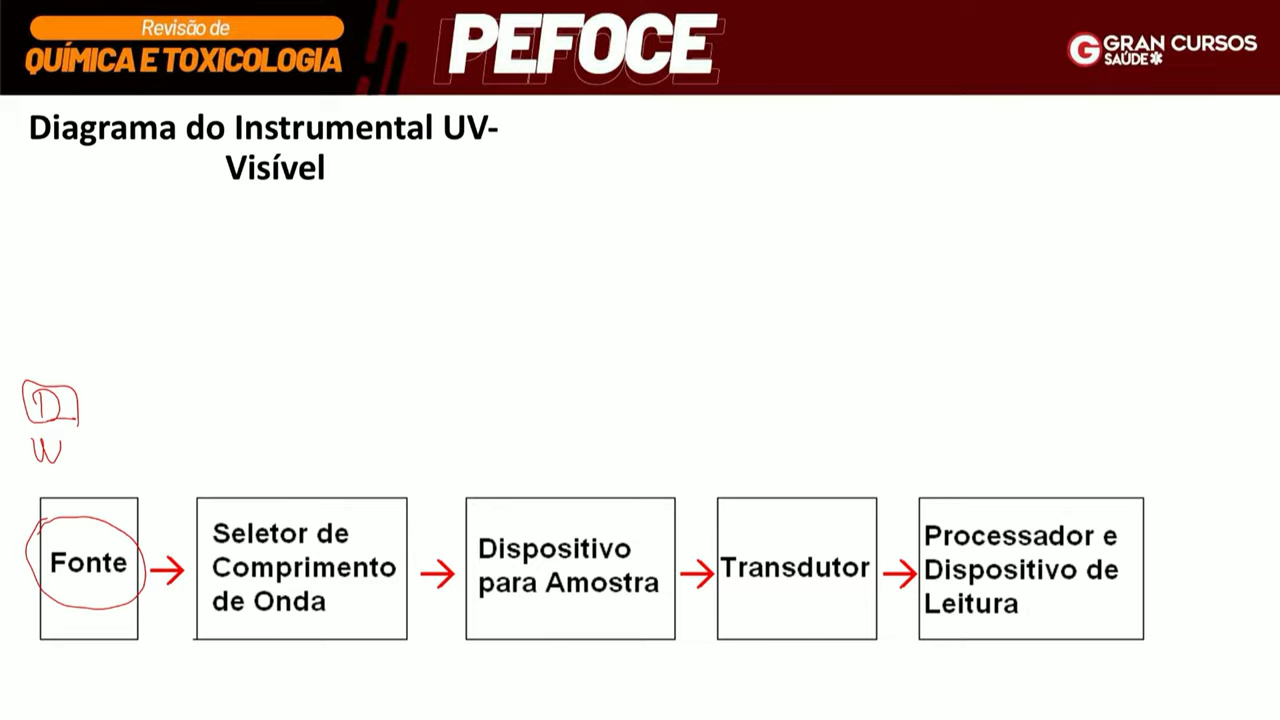 Revisão de
QUÍMICA E TOXICOLOGIA
PEFOCE
GRAN CURSOS
SAÚDE
Diagrama do Instrumental UV-
Visível
D
W
Fonte
Seletor de
Comprimento
de Onda
Dispositivo
para Amostra
Transdutor
Processador e
Dispositivo de
Leitura